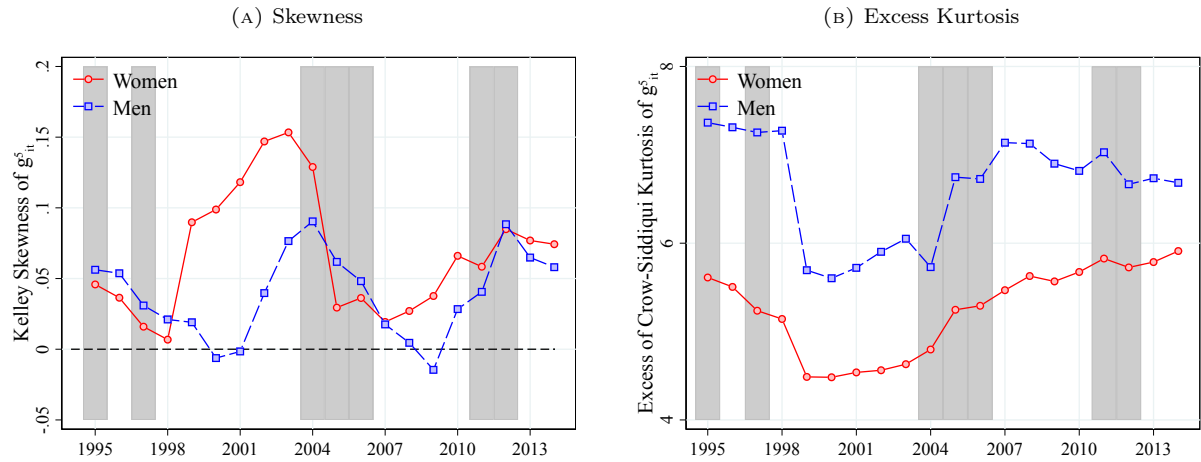 (A) Skewness
Kelley Skewness of g⁵ᵢₜ
.2
.15
.1
.05
0
-.05
Women
Men
1995 1998 2001 2004 2007 2010 2013
(B) Excess Kurtosis
Excess of Crow-Siddiqui Kurtosis of g⁵ᵢₜ
8
6
4
Women
Men
1995 1998 2001 2004 2007 2010 2013